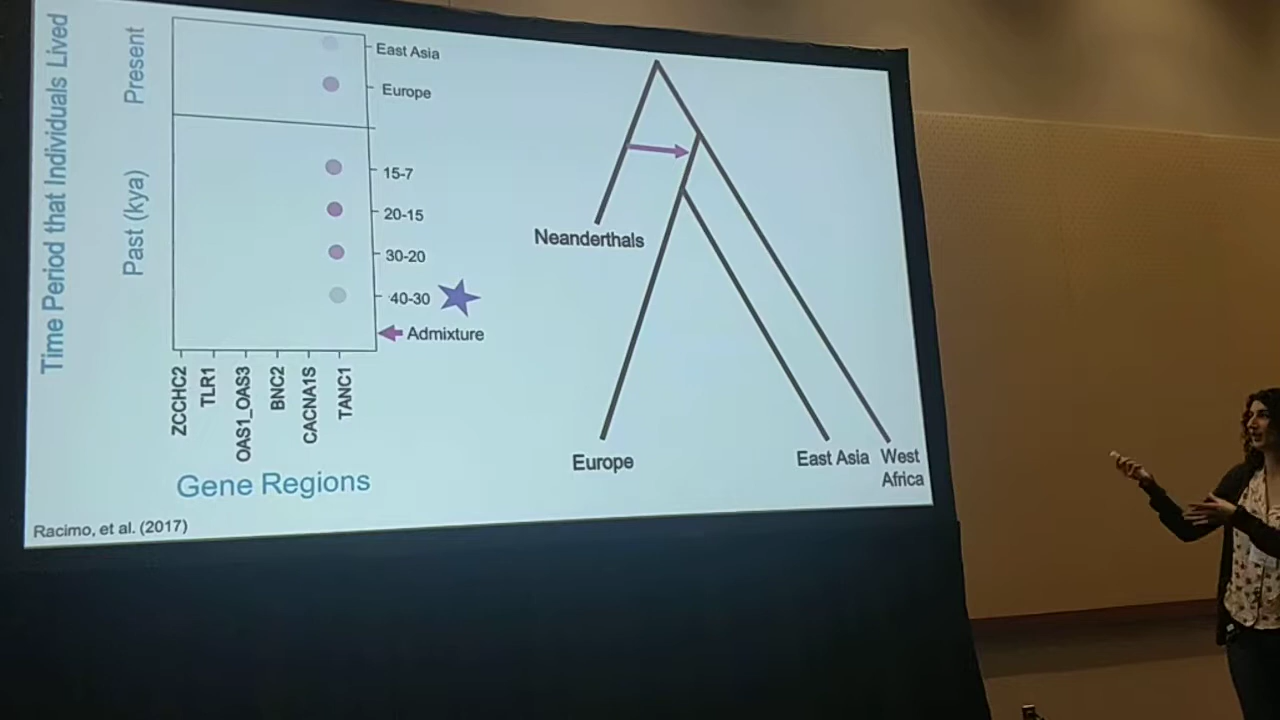 Time Period that Individuals Lived
Present
Past (kya)
East Asia
Europe
15-7
20-15
30-20
40-30
Admixture
ZCCHC2
TLR1
OAS1_OAS3
BNC2
CACNA1S
TANC1
Gene Regions
Racimo, et al. (2017)
Neanderthals
Europe
East Asia
West
Africa